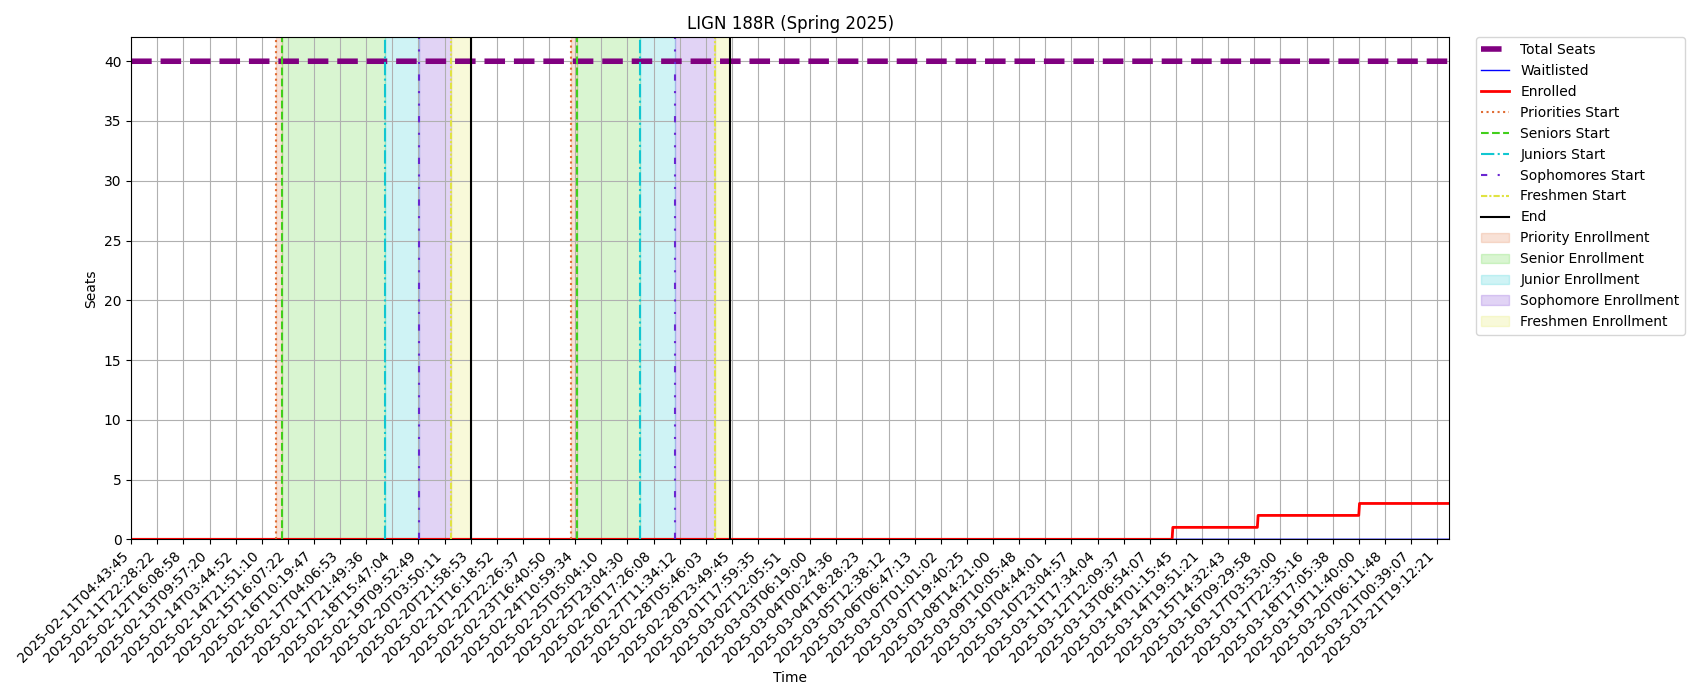 LIGN 188R (Spring 2025)
Seats
40
35
30
25
20
15
10
5
0
2025-02-11T04:43:45
2025-02-11T22:28:22
2025-02-12T16:08:58
2025-02-13T09:57:20
2025-02-14T03:44:52
2025-02-14T21:51:10
2025-02-15T16:07:22
2025-02-16T10:19:47
2025-02-17T04:06:53
2025-02-17T21:49:36
2025-02-18T15:47:04
2025-02-19T09:52:49
2025-02-20T03:50:11
2025-02-20T21:58:53
2025-02-21T16:18:52
2025-02-22T22:26:37
2025-02-23T16:40:50
2025-02-24T10:59:34
2025-02-25T05:04:10
2025-02-25T23:04:30
2025-02-26T17:26:08
2025-02-27T11:34:12
2025-02-28T05:46:03
2025-02-28T23:49:45
2025-03-01T17:59:35
2025-03-02T12:05:51
2025-03-03T06:19:00
2025-03-04T00:24:36
2025-03-04T18:28:23
2025-03-05T12:38:12
2025-03-06T06:47:13
2025-03-07T01:01:02
2025-03-07T19:40:25
2025-03-08T14:21:00
2025-03-09T10:05:48
2025-03-10T04:44:01
2025-03-10T23:04:57
2025-03-11T17:34:04
2025-03-12T12:09:37
2025-03-13T06:54:07
2025-03-14T01:15:45
2025-03-14T19:51:21
2025-03-15T14:32:43
2025-03-16T09:29:58
2025-03-17T03:53:00
2025-03-17T22:35:16
2025-03-18T17:05:38
2025-03-19T11:40:00
2025-03-20T06:11:48
2025-03-21T00:39:07
2025-03-21T19:12:21
Time
Total Seats
Waitlisted
Enrolled
Priorities Start
Seniors Start
Juniors Start
Sophomores Start
Freshmen Start
End
Priority Enrollment
Senior Enrollment
Junior Enrollment
Sophomore Enrollment
Freshmen Enrollment